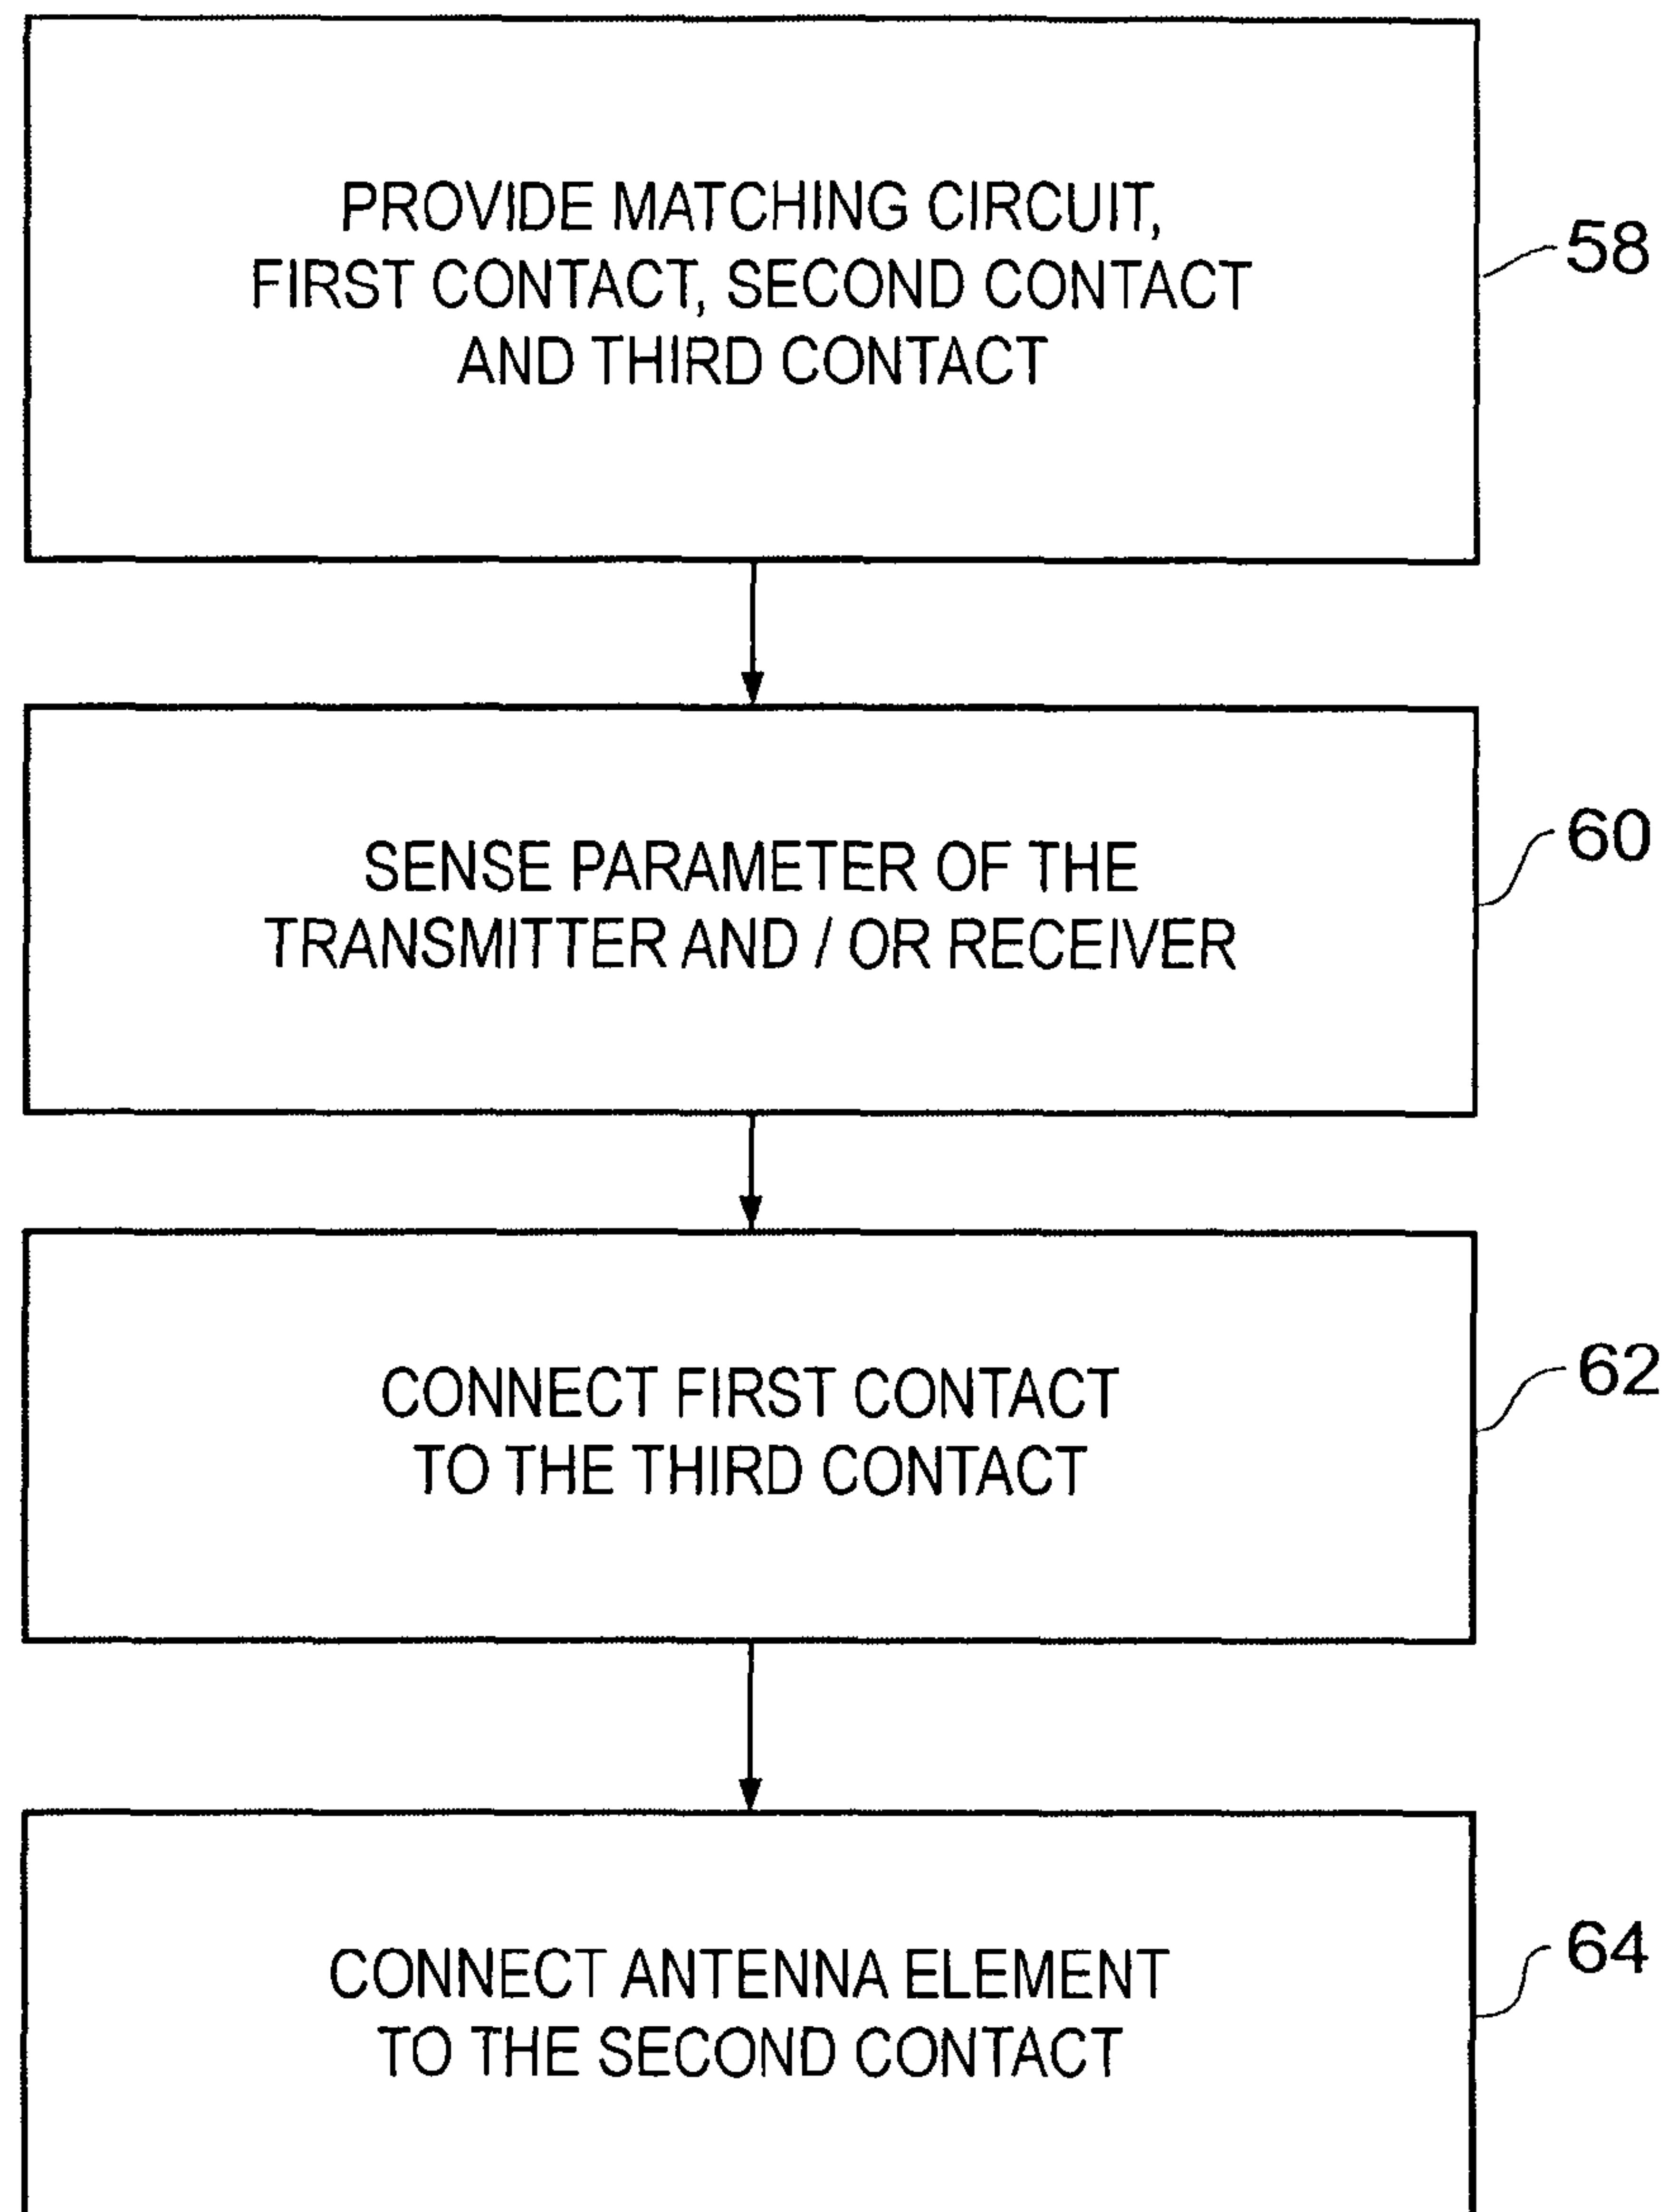 PROVIDE MATCHING CIRCUIT,
FIRST CONTACT, SECOND CONTACT
AND THIRD CONTACT
58
SENSE PARAMETER OF THE
TRANSMITTER AND / OR RECEIVER
60
CONNECT FIRST CONTACT
TO THE THIRD CONTACT
62
CONNECT ANTENNA ELEMENT
TO THE SECOND CONTACT
64